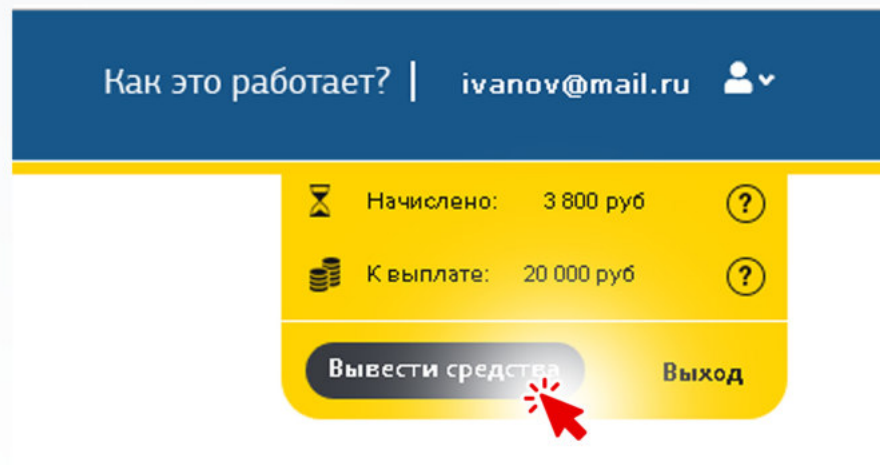 Как это работает? | ivanov@mail.ru
Начислено: 3 800 руб ?
К выплате: 20 000 руб ?
Вывести средства Выход